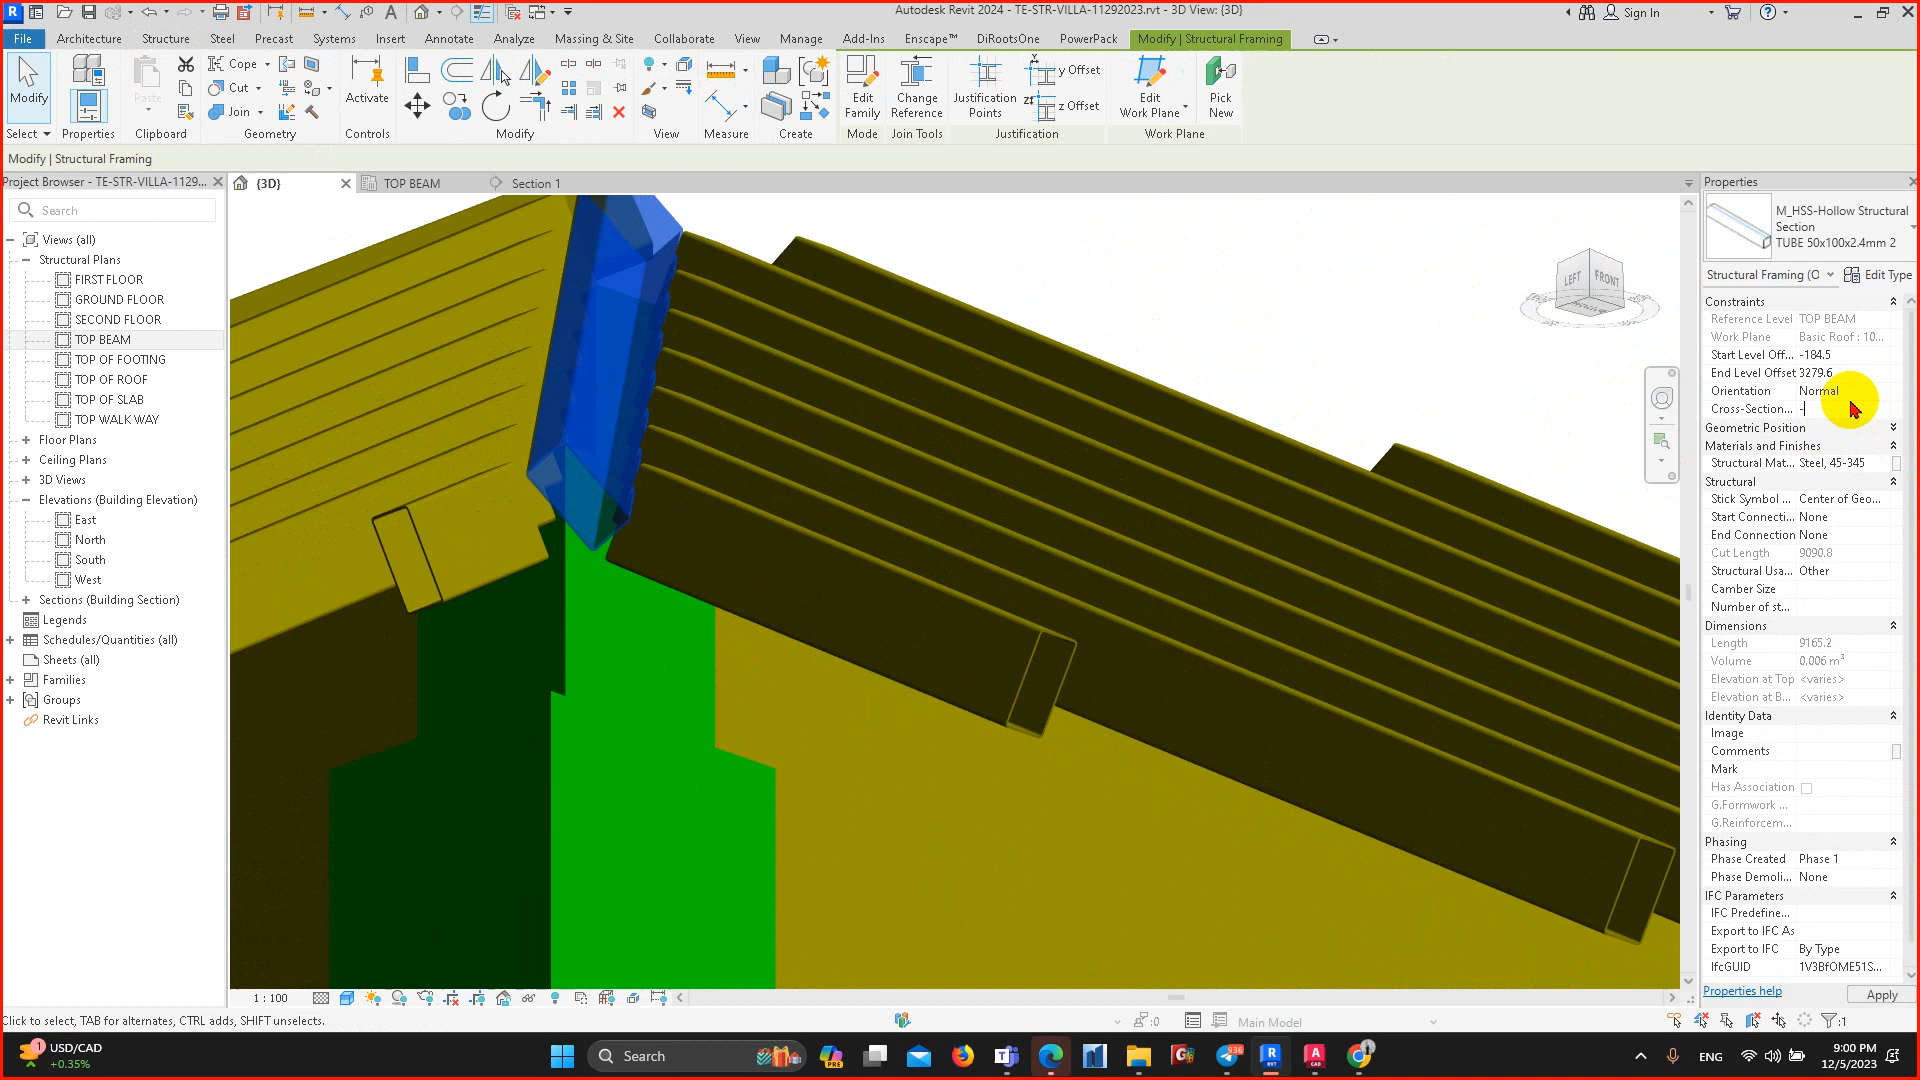 Autodesk Revit 2024 - TE-STR-VILLA-11292023.rvt - 3D View: {3D}
Sign In
File Architecture Structure Steel Precast Systems Insert Annotate Analyze Massing & Site Collaborate View Manage Add-Ins Enscape™ DiRootsOne PowerPack Modify | Structural Framing
Modify
Paste
Cope
Cut
Join
Activate
Edit Family
Change Reference
Justification Points
y Offset
z Offset
Edit Work Plane
Pick New
Select Properties Clipboard Geometry Controls Modify View Measure Create Mode Join Tools Justification Work Plane
Modify | Structural Framing
Project Browser - TE-STR-VILLA-1129...
{3D}
TOP BEAM
Section 1
Search
Views (all)
Structural Plans
FIRST FLOOR
GROUND FLOOR
SECOND FLOOR
TOP BEAM
TOP OF FOOTING
TOP OF ROOF
TOP OF SLAB
TOP WALK WAY
Floor Plans
Ceiling Plans
3D Views
Elevations (Building Elevation)
East
North
South
West
Sections (Building Section)
Legends
Schedules/Quantities (all)
Sheets (all)
Families
Groups
Revit Links
LEFT
FRONT
Properties
M_HSS-Hollow Structural Section
TUBE 50x100x2.4mm 2
Structural Framing (O
Edit Type
Constraints
Reference Level TOP BEAM
Work Plane Basic Roof : 10...
Start Level Off... -184.5
End Level Offset 3279.6
Orientation Normal
Cross-Section... -
Geometric Position
Materials and Finishes
Structural Mat... Steel, 45-345
Structural
Stick Symbol ... Center of Geo...
Start Connecti... None
End Connection None
Cut Length 9090.8
Structural Usa... Other
Camber Size
Number of st...
Dimensions
Length 9165.2
Volume 0.006 m³
Elevation at Top <varies>
Elevation at B... <varies>
Identity Data
Image
Comments
Mark
Has Association
G.Formwork ...
G.Reinforcem...
Phasing
Phase Created Phase 1
Phase Demoli... None
IFC Parameters
IFC Predefine...
Export to IFC As
Export to IFC By Type
IfcGUID 1V3BfOME51S...
Properties help
Apply
1 : 100
Click to select, TAB for alternates, CTRL adds, SHIFT unselects.
:0
Main Model
:1
USD/CAD
+0.35%
Search
ENG
9:00 PM
12/5/2023